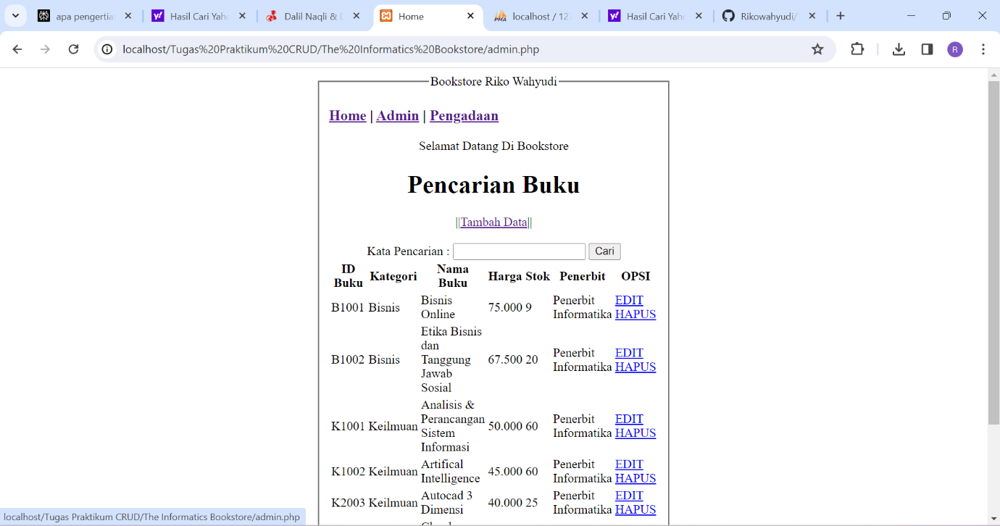 apa pengertia
Hasil Cari Yaho
Dalil Naqli &
Home
localhost / 127
Hasil Cari Yaho
Rikowahyudi/
localhost/Tugas%20Praktikum%20CRUD/The%20Informatics%20Bookstore/admin.php
R
Bookstore Riko Wahyudi
Home | Admin | Pengadaan
Selamat Datang Di Bookstore
Pencarian Buku
||Tambah Data||
Kata Pencarian : Cari
ID Buku Kategori Nama Buku Harga Stok Penerbit OPSI
B1001 Bisnis Bisnis Online 75.000 9 Penerbit Informatika EDIT HAPUS
B1002 Bisnis Etika Bisnis dan Tanggung Jawab Sosial 67.500 20 Penerbit Informatika EDIT HAPUS
K1001 Keilmuan Analisis & Perancangan Sistem Informasi 50.000 60 Penerbit Informatika EDIT HAPUS
K1002 Keilmuan Artifical Intelligence 45.000 60 Penerbit Informatika EDIT HAPUS
K2003 Keilmuan Autocad 3 Dimensi 40.000 25 Penerbit Informatika EDIT HAPUS
localhost/Tugas Praktikum CRUD/The Informatics Bookstore/admin.php